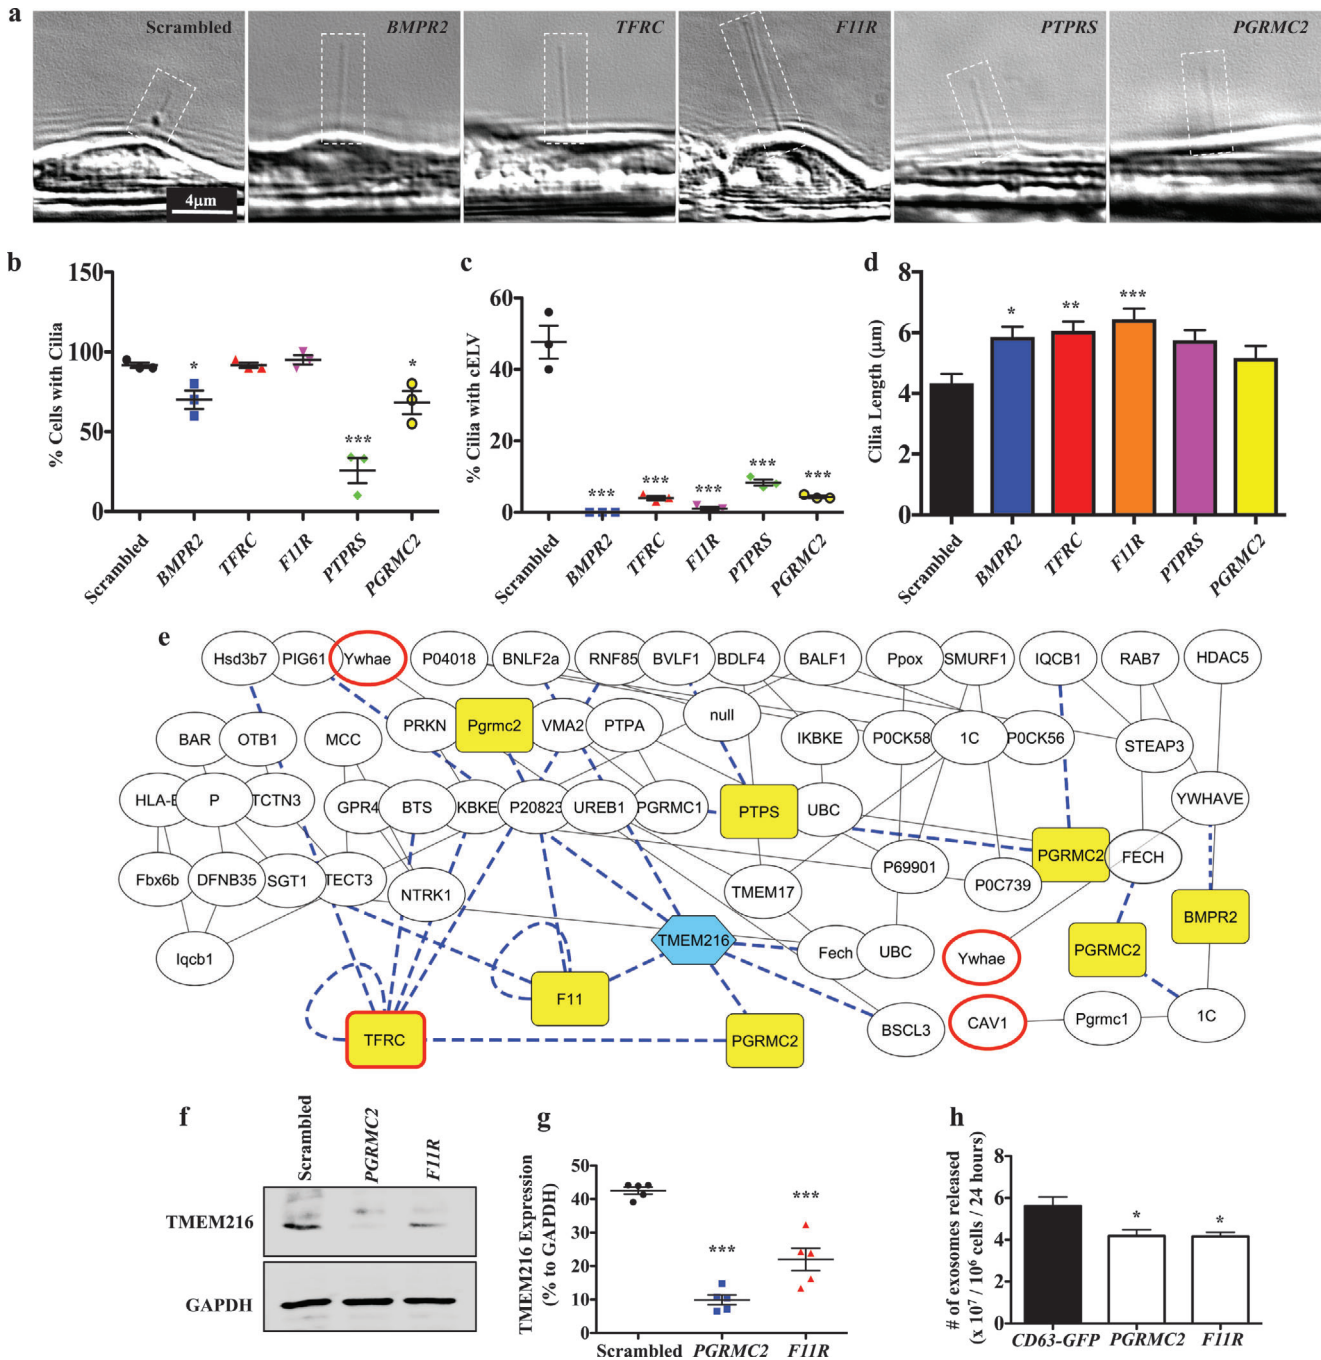 a
Scrambled
BMPR2
TFRC
F11R
PTPRS
PGRMC2
4μm
b
% Cells with Cilia
150
100
50
0
*
***
*
Scrambled
BMPR2
TFRC
F11R
PTPRS
PGRMC2
c
% Cilia with cELV
60
40
20
0
***
***
***
***
***
Scrambled
BMPR2
TFRC
F11R
PTPRS
PGRMC2
d
Cilia Length (μm)
8
6
4
2
0
*
**
***
Scrambled
BMPR2
TFRC
F11R
PTPRS
PGRMC2
e
Hsd3b7
PIG61
Ywhae
P04018
BNLF2a
RNF85
BVLF1
BDLF4
BALF1
Ppox
SMURF1
IQCB1
RAB7
HDAC5
BAR
OTB1
MCC
PRKN
Pgrmc2
VMA2
PTPA
null
IKBKE
P0CK58
1C
P0CK56
STEAP3
HLA-E
P
TCTN3
GPR4
BTS
KBKE
P20823
UREB1
PGRMC1
PTPS
UBC
YWHAVE
Fbx6b
DFNB35
SGT1
TECT3
NTRK1
TMEM17
P69901
P0C739
PGRMC2
FECH
BMPR2
Iqcb1
TMEM216
Fech
UBC
Ywhae
PGRMC2
F11
TFRC
PGRMC2
BSCL3
CAV1
Pgrmc1
1C
f
Scrambled
PGRMC2
F11R
TMEM216
GAPDH
g
TMEM216 Expression
(% to GAPDH)
50
40
30
20
10
0
***
***
Scrambled
PGRMC2
F11R
h
# of exosomes released
(x 10⁷ / 10⁶ cells / 24 hours)
8
6
4
2
0
*
*
CD63-GFP
PGRMC2
F11R